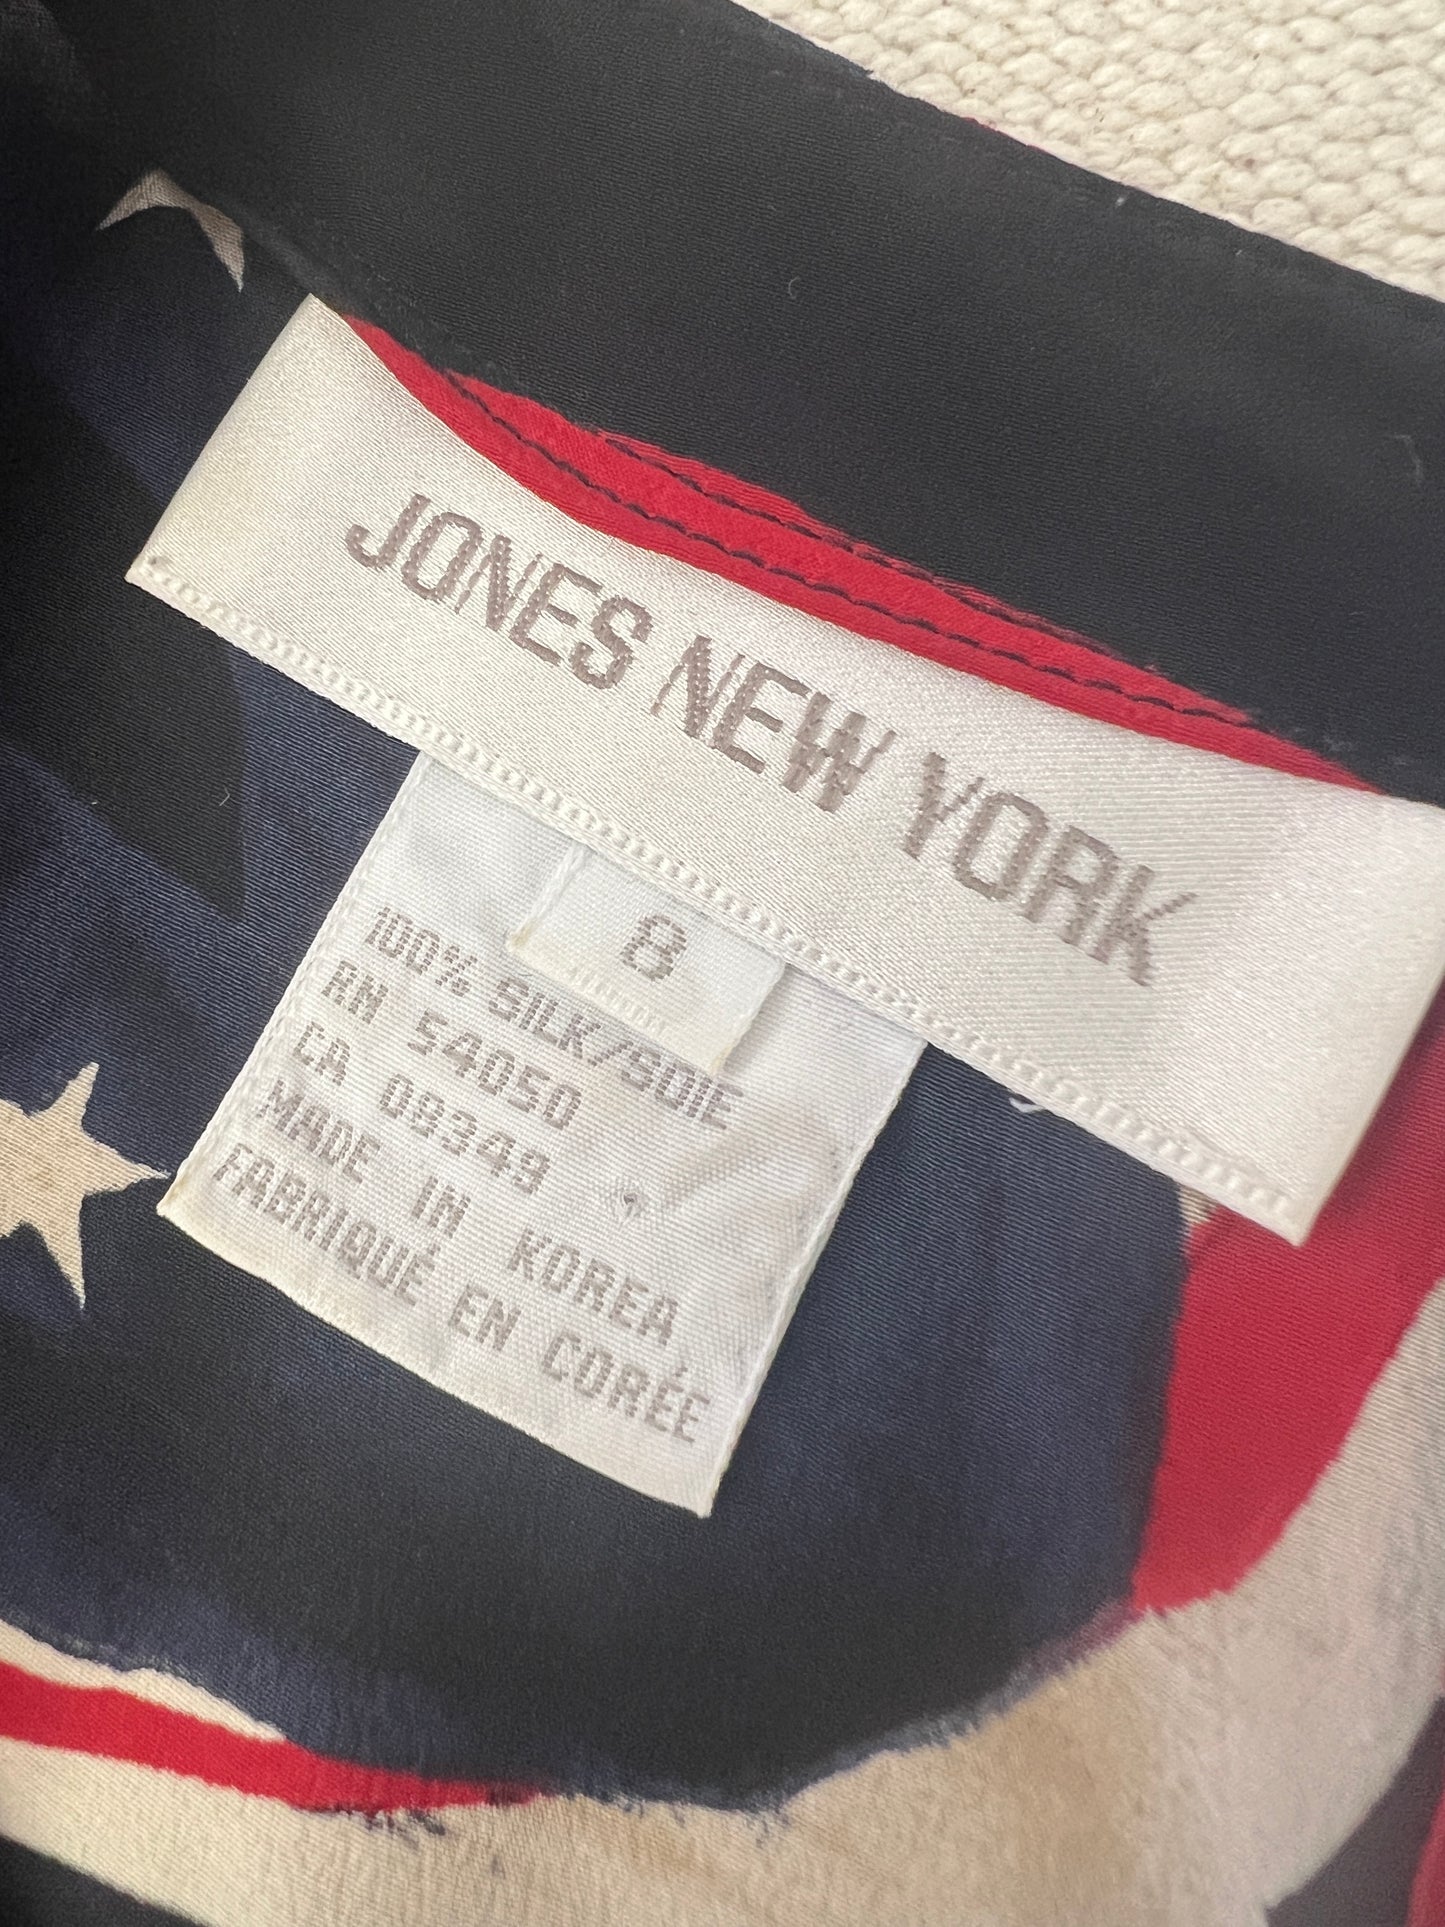 JONES NEW YORK
8
100% SILK/SOIE
RN 54050
CA 09349
MADE IN KOREA
FABRIQUÉ EN CORÉE